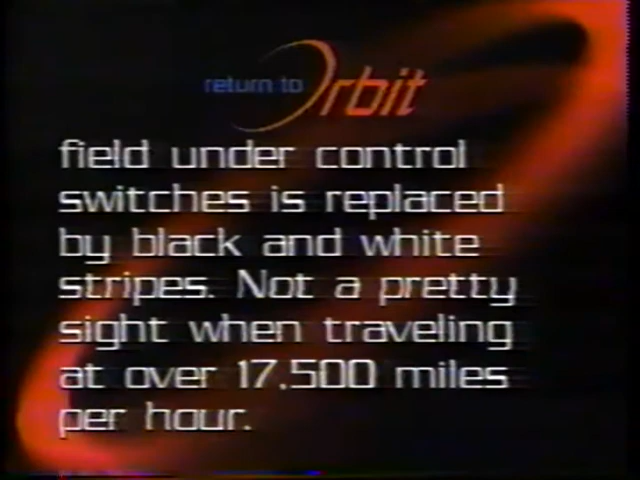 return to Orbit
field under control
switches is replaced
by black and white
stripes. Not a pretty
sight when traveling
at over 17,500 miles
per hour.